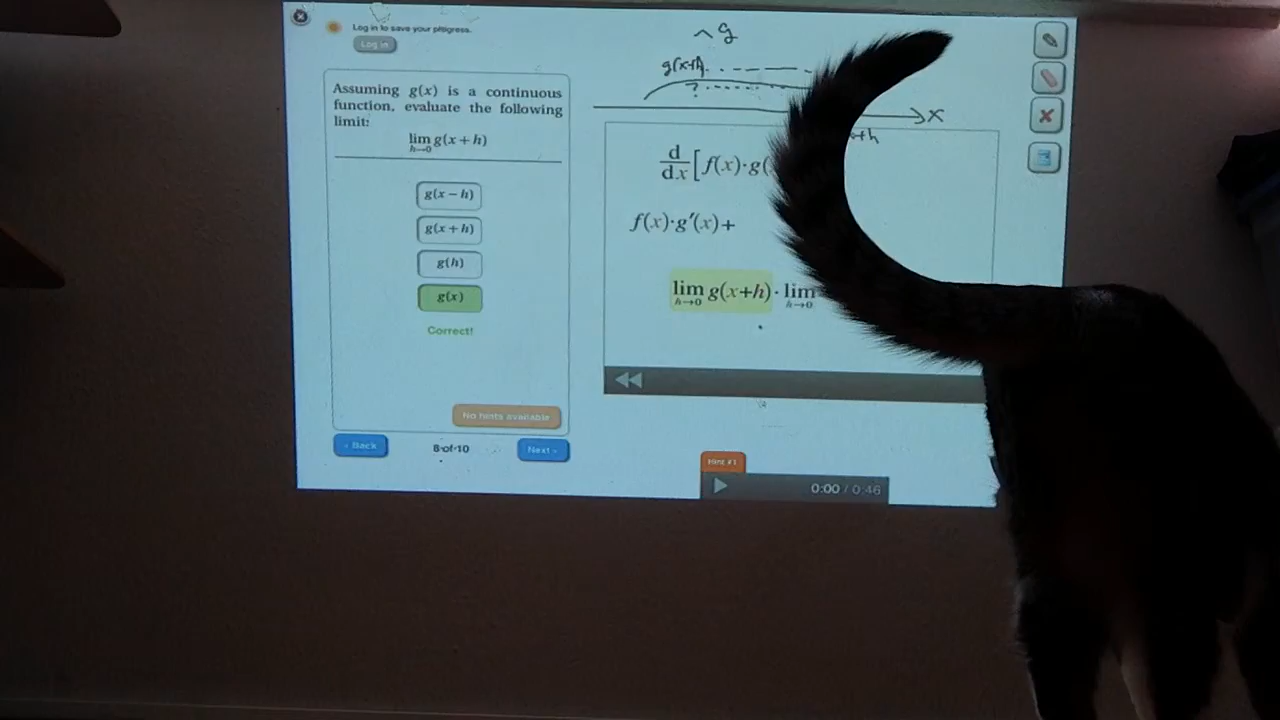 Log in to save your progress.
Log in
Assuming g(x) is a continuous
function, evaluate the following
limit:
lim g(x + h)
h→0
g(x − h)
g(x + h)
g(h)
g(x)
Correct!
No hints available
Back
8 of 10
Next
g
g(x+h)
?
x
+h
d/dx [f(x)·g(
f(x)·g′(x)+
lim g(x+h) · lim
h→0 h→0
Hint #1
0:00 / 0:46